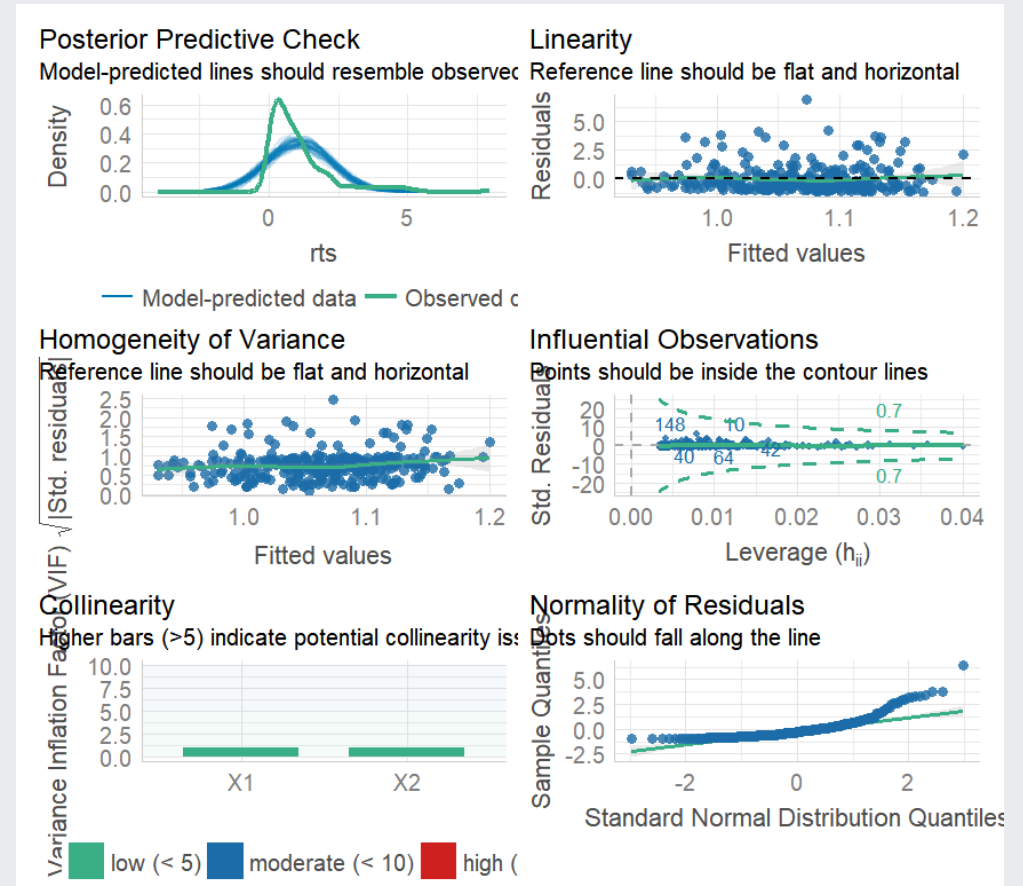 Posterior Predictive Check
Model-predicted lines should resemble observed
Density
0.6
0.4
0.2
0.0
0
5
rts
Model-predicted data
Observed
Linearity
Reference line should be flat and horizontal
Residuals
5.0
2.5
0.0
1.0
1.1
1.2
Fitted values
Homogeneity of Variance
Reference line should be flat and horizontal
√|Std. residuals|
2.5
2.0
1.5
1.0
0.5
0.0
1.0
1.1
1.2
Fitted values
Influential Observations
Points should be inside the contour lines
Std. Residuals
20
10
0
-10
-20
0.7
148
10
40
64
42
0.7
0.00
0.01
0.02
0.03
0.04
Leverage (hii)
Collinearity
Higher bars (>5) indicate potential collinearity iss
Variance Inflation Factor (VIF)
10.0
7.5
5.0
2.5
0.0
X1
X2
low (< 5)
moderate (< 10)
high (
Normality of Residuals
Dots should fall along the line
Sample Quantiles
5.0
2.5
0.0
-2.5
-2
0
2
Standard Normal Distribution Quantiles